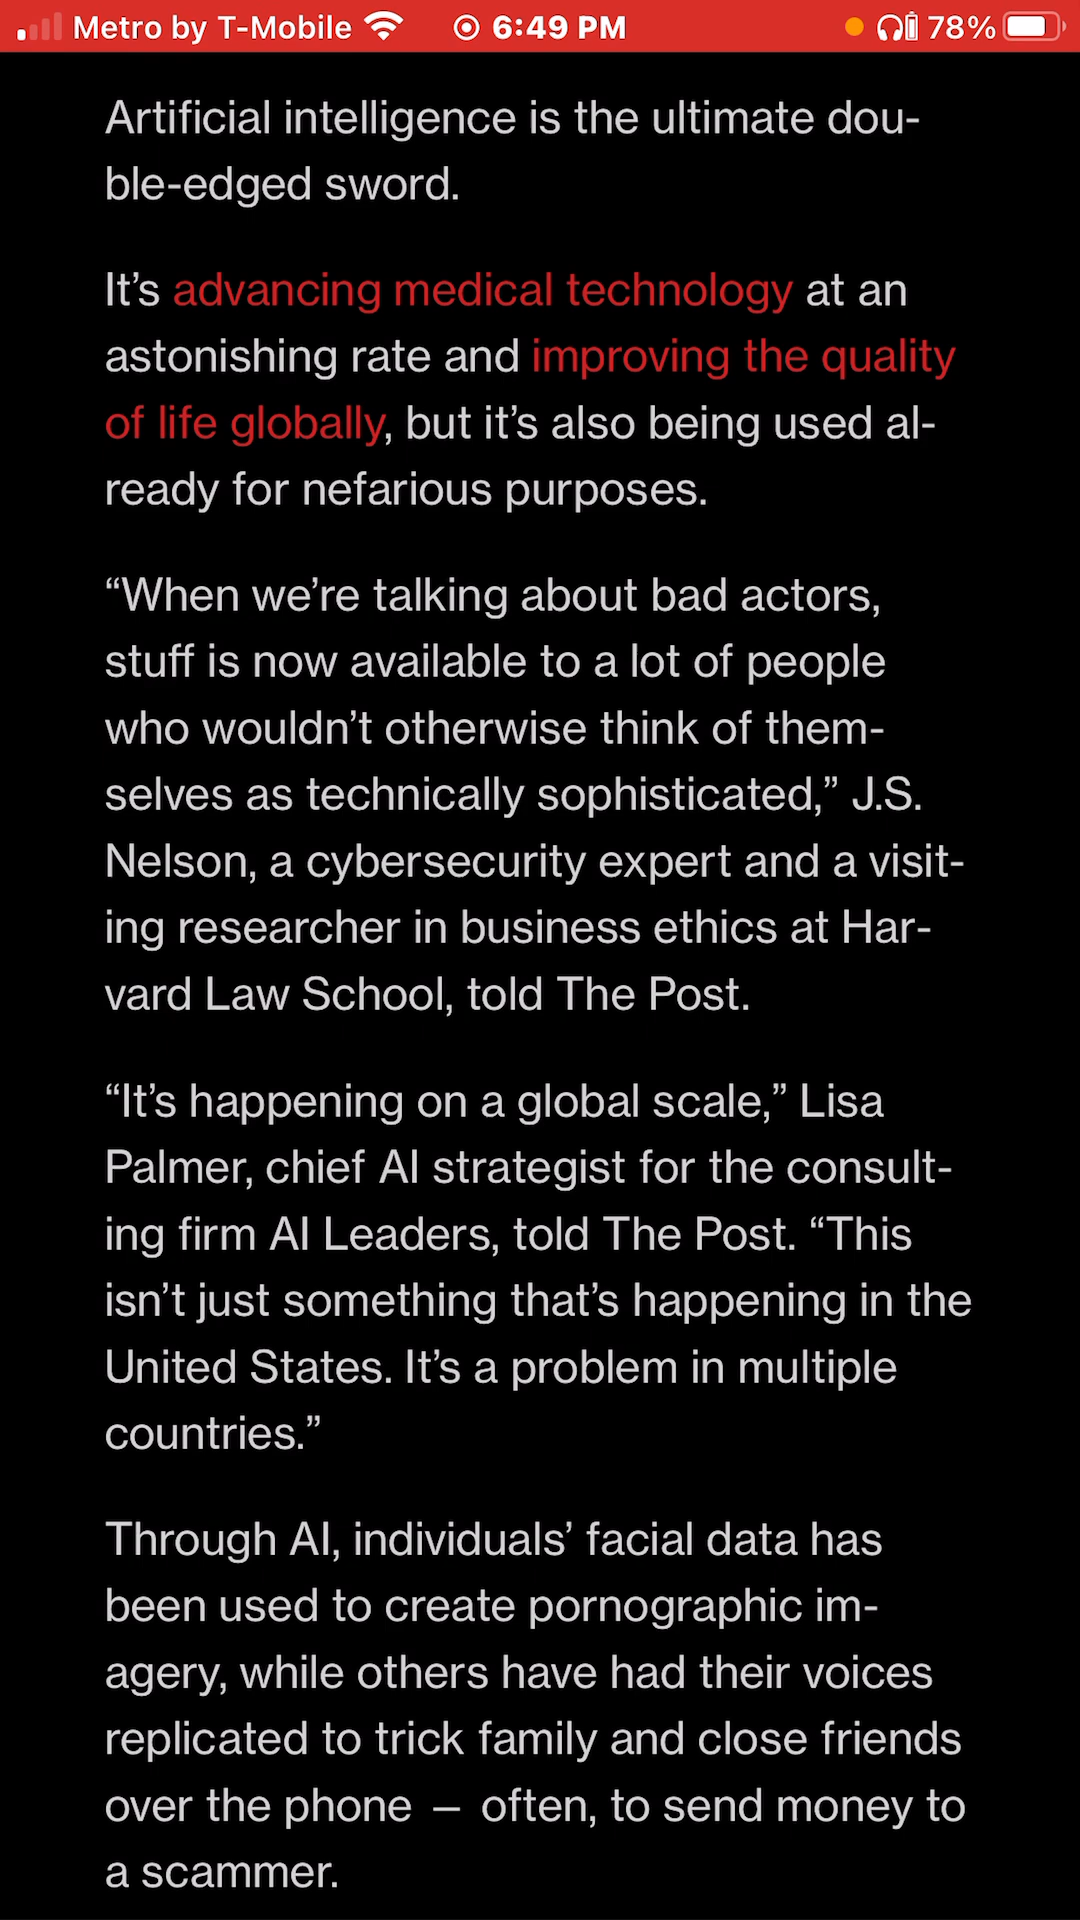 Metro by T-Mobile 6:49 PM 78%
Artificial intelligence is the ultimate dou-
ble-edged sword.
It’s advancing medical technology at an
astonishing rate and improving the quality
of life globally, but it’s also being used al-
ready for nefarious purposes.
“When we’re talking about bad actors,
stuff is now available to a lot of people
who wouldn’t otherwise think of them-
selves as technically sophisticated,” J.S.
Nelson, a cybersecurity expert and a visit-
ing researcher in business ethics at Har-
vard Law School, told The Post.
“It’s happening on a global scale,” Lisa
Palmer, chief AI strategist for the consult-
ing firm AI Leaders, told The Post. “This
isn’t just something that’s happening in the
United States. It’s a problem in multiple
countries.”
Through AI, individuals’ facial data has
been used to create pornographic im-
agery, while others have had their voices
replicated to trick family and close friends
over the phone — often, to send money to
a scammer.